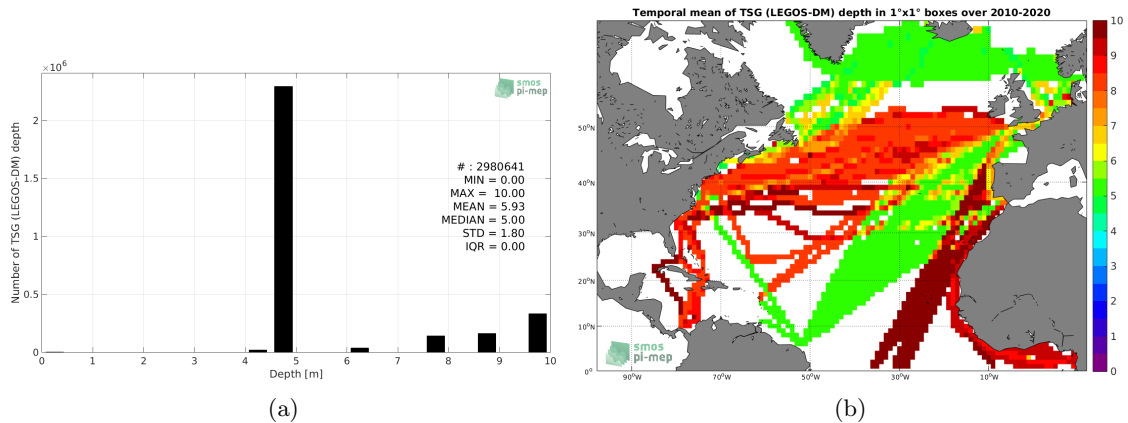 ×10⁶
2
1.5
1
0.5
0
Number of TSG (LEGOS-DM) depth
smos
pi-mep
# : 2980641
MIN = 0.00
MAX = 10.00
MEAN = 5.93
MEDIAN = 5.00
STD = 1.80
IQR = 0.00
0 1 2 3 4 5 6 7 8 9 10
Depth [m]
(a)
Temporal mean of TSG (LEGOS-DM) depth in 1°x1° boxes over 2010-2020
50°N
40°N
30°N
20°N
10°N
0°
90°W 70°W 50°W 30°W 10°W
smos
pi-mep
10
9
8
7
6
5
4
3
2
1
0
(b)